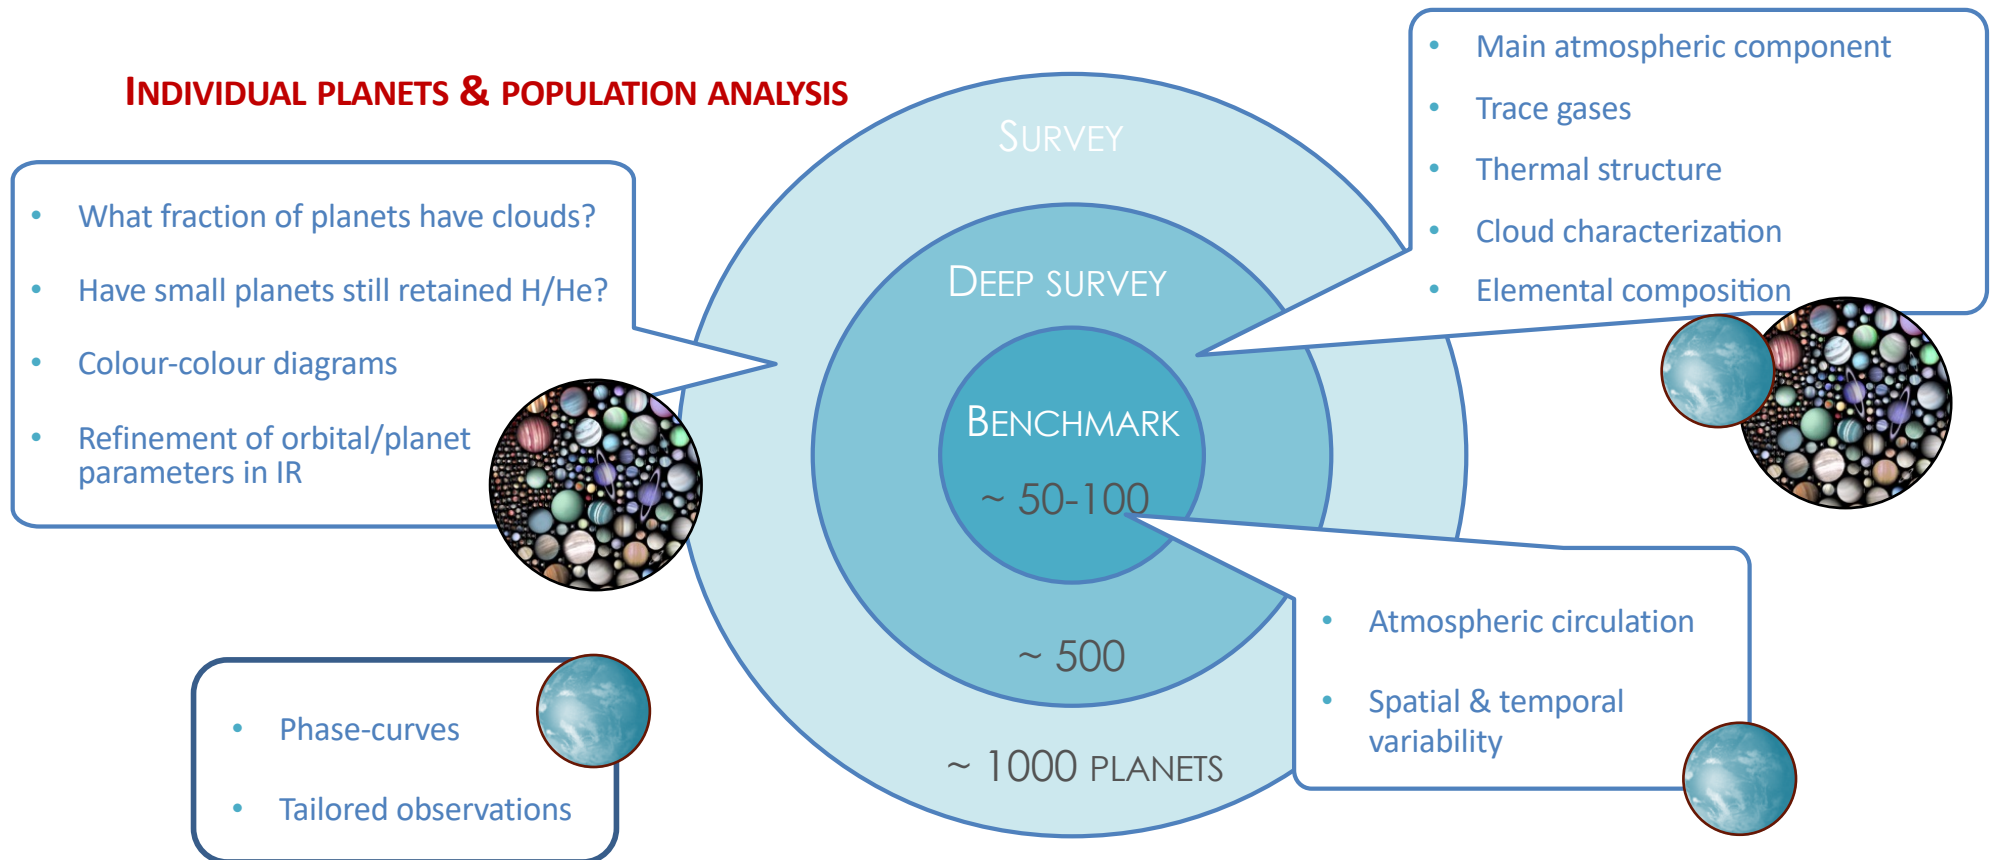 INDIVIDUAL PLANETS & POPULATION ANALYSIS
• What fraction of planets have clouds?
• Have small planets still retained H/He?
• Colour-colour diagrams
• Refinement of orbital/planet
parameters in IR
• Phase-curves
• Tailored observations
SURVEY
DEEP SURVEY
BENCHMARK
~ 50-100
~ 500
~ 1000 PLANETS
• Main atmospheric component
• Trace gases
• Thermal structure
• Cloud characterization
• Elemental composition
• Atmospheric circulation
• Spatial & temporal
variability